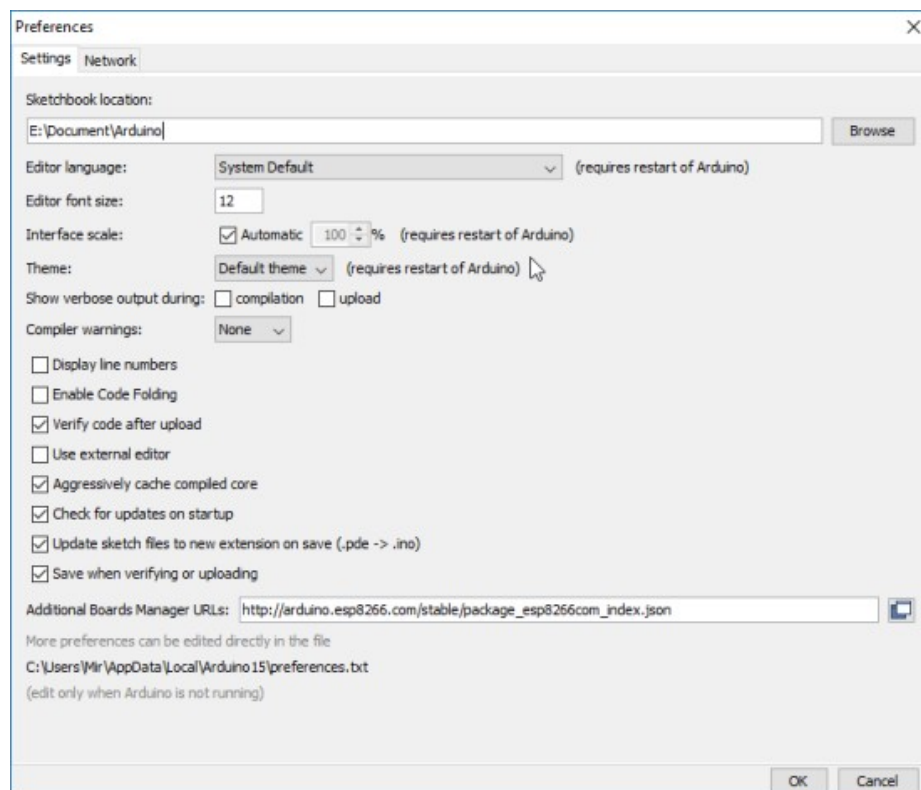 Preferences
Settings Network
Sketchbook location:
E:\Document\Arduino Browse
Editor language: System Default (requires restart of Arduino)
Editor font size: 12
Interface scale: Automatic 100 % (requires restart of Arduino)
Theme: Default theme (requires restart of Arduino)
Show verbose output during: compilation upload
Compiler warnings: None
Display line numbers
Enable Code Folding
Verify code after upload
Use external editor
Aggressively cache compiled core
Check for updates on startup
Update sketch files to new extension on save (.pde -> .ino)
Save when verifying or uploading
Additional Boards Manager URLs: http://arduino.esp8266.com/stable/package_esp8266com_index.json
More preferences can be edited directly in the file
C:\Users\Mir\AppData\Local\Arduino15\preferences.txt
(edit only when Arduino is not running)
OK Cancel